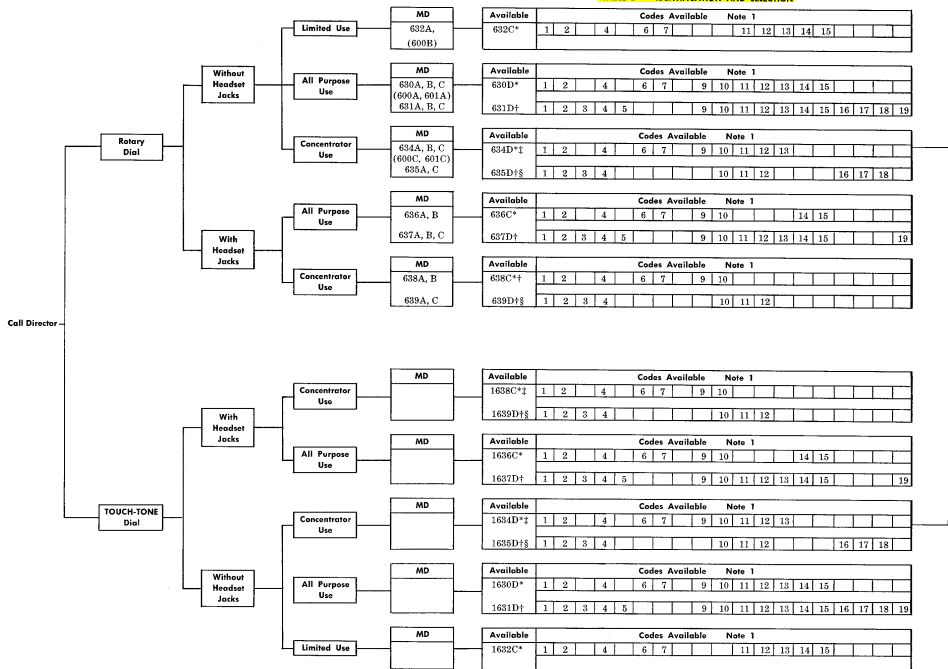 Call Director
Rotary Dial
Without Headset Jacks
Limited Use
MD
632A, (600B)
Available
Codes Available Note 1
632C* 1 2 4 6 7 11 12 13 14 15
All Purpose Use
MD
630A, B, C
(600A, 601A)
631A, B, C
Available
Codes Available Note 1
630D* 1 2 4 6 7 9 10 11 12 13 14 15
631D† 1 2 3 4 5 9 10 11 12 13 14 15 16 17 18 19
Concentrator Use
MD
634A, B, C
(600C, 601C)
635A, C
Available
Codes Available Note 1
634D*‡ 1 2 4 6 7 9 10 11 12 13
635D†§ 1 2 3 4 10 11 12 16 17 18
With Headset Jacks
All Purpose Use
MD
636A, B
637A, B, C
Available
Codes Available Note 1
636C* 1 2 4 6 7 9 10 14 15
637D† 1 2 3 4 5 9 10 11 12 13 14 15 19
Concentrator Use
MD
638A, B
639A, C
Available
Codes Available Note 1
638C*† 1 2 4 6 7 9 10
639D†§ 1 2 3 4 10 11 12
TOUCH-TONE Dial
With Headset Jacks
Concentrator Use
MD
Available
Codes Available Note 1
1638C*‡ 1 2 4 6 7 9 10
1639D†§ 1 2 3 4 10 11 12
All Purpose Use
MD
Available
Codes Available Note 1
1636C* 1 2 4 6 7 9 10 14 15
1637D† 1 2 3 4 5 9 10 11 12 13 14 15 19
Without Headset Jacks
Concentrator Use
MD
Available
Codes Available Note 1
1634D*‡ 1 2 4 6 7 9 10 11 12 13
1635D†§ 1 2 3 4 10 11 12 16 17 18
All Purpose Use
MD
Available
Codes Available Note 1
1630D* 1 2 4 6 7 9 10 11 12 13 14 15
1631D† 1 2 3 4 5 9 10 11 12 13 14 15 16 17 18 19
Limited Use
MD
Available
Codes Available Note 1
1632C* 1 2 4 6 7 11 12 13 14 15